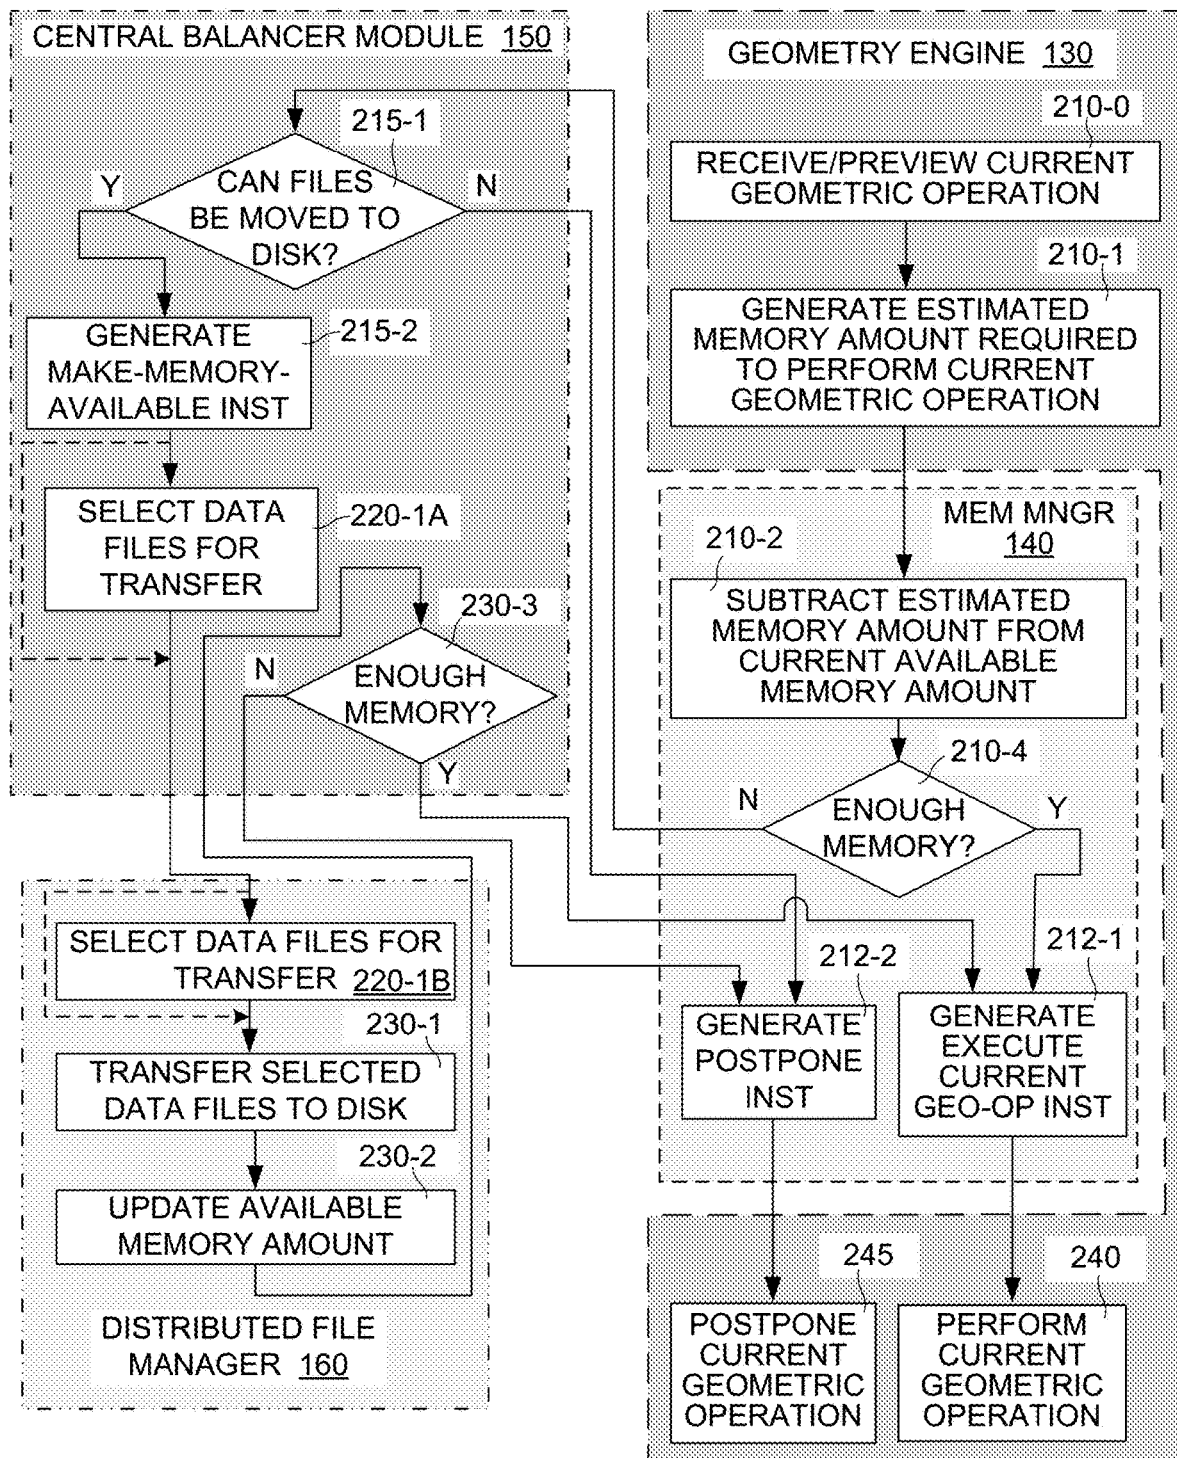 CENTRAL BALANCER MODULE 150
215-1
Y
CAN FILES
BE MOVED TO
DISK?
N
GENERATE
MAKE-MEMORY-
AVAILABLE INST
215-2
SELECT DATA
FILES FOR
TRANSFER
220-1A
230-3
N
ENOUGH
MEMORY?
Y
SELECT DATA FILES FOR
TRANSFER 220-1B
230-1
TRANSFER SELECTED
DATA FILES TO DISK
230-2
UPDATE AVAILABLE
MEMORY AMOUNT
DISTRIBUTED FILE
MANAGER 160
GEOMETRY ENGINE 130
210-0
RECEIVE/PREVIEW CURRENT
GEOMETRIC OPERATION
210-1
GENERATE ESTIMATED
MEMORY AMOUNT REQUIRED
TO PERFORM CURRENT
GEOMETRIC OPERATION
MEM MNGR
140
210-2
SUBTRACT ESTIMATED
MEMORY AMOUNT FROM
CURRENT AVAILABLE
MEMORY AMOUNT
210-4
N
ENOUGH
MEMORY?
Y
212-2
GENERATE
POSTPONE
INST
212-1
GENERATE
EXECUTE
CURRENT
GEO-OP INST
245
POSTPONE
CURRENT
GEOMETRIC
OPERATION
240
PERFORM
CURRENT
GEOMETRIC
OPERATION